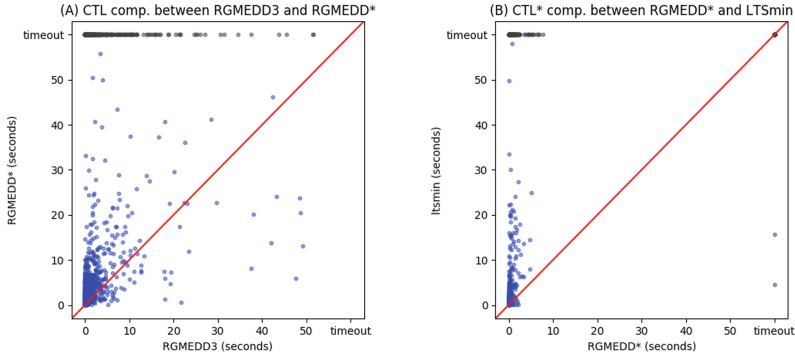 (A) CTL comp. between RGMEDD3 and RGMEDD*
timeout
50
40
30
20
10
0
RGMEDD* (seconds)
0 10 20 30 40 50 timeout
RGMEDD3 (seconds)
(B) CTL* comp. between RGMEDD* and LTSmin
timeout
50
40
30
20
10
0
ltsmin (seconds)
0 10 20 30 40 50 timeout
RGMEDD* (seconds)